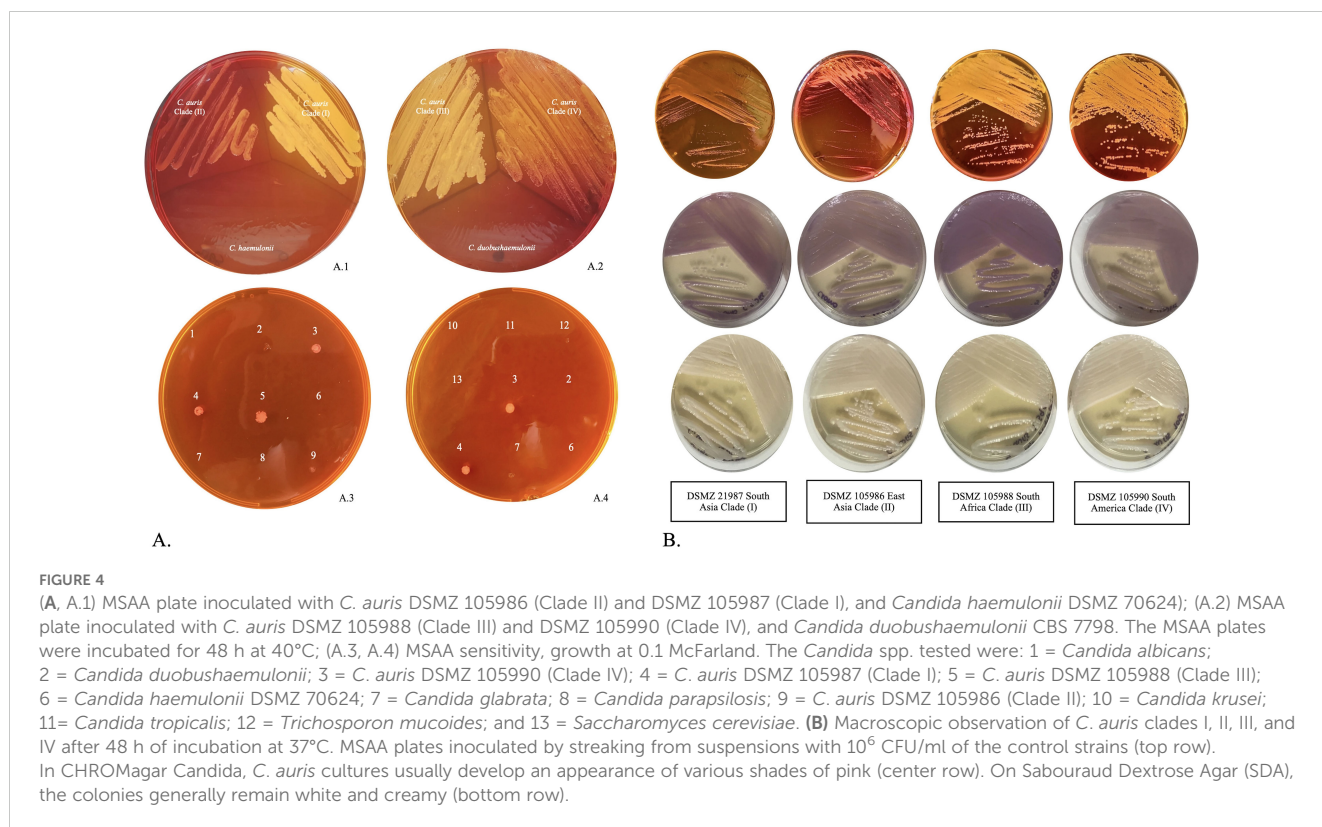 C. auris
Clade (II)
C. auris
Clade (I)
C. haemulonii
A.1
C. auris
Clade (III)
C. auris
Clade (IV)
C. duobushaemulonii
A.2
1
2
3
4
5
6
7
8
9
A.3
10
11
12
13
3
2
4
7
6
A.4
A.
DSMZ 21987 South
Asia Clade (I)
DSMZ 105986 East
Asia Clade (II)
DSMZ 105988 South
Africa Clade (III)
DSMZ 105990 South
America Clade (IV)
B.
FIGURE 4
(A, A.1) MSAA plate inoculated with C. auris DSMZ 105986 (Clade II) and DSMZ 105987 (Clade I), and Candida haemulonii DSMZ 70624); (A.2) MSAA
plate inoculated with C. auris DSMZ 105988 (Clade III) and DSMZ 105990 (Clade IV), and Candida duobushaemulonii CBS 7798. The MSAA plates
were incubated for 48 h at 40°C; (A.3, A.4) MSAA sensitivity, growth at 0.1 McFarland. The Candida spp. tested were: 1 = Candida albicans;
2 = Candida duobushaemulonii; 3 = C. auris DSMZ 105990 (Clade IV); 4 = C. auris DSMZ 105987 (Clade I); 5 = C. auris DSMZ 105988 (Clade III);
6 = Candida haemulonii DSMZ 70624; 7 = Candida glabrata; 8 = Candida parapsilosis; 9 = C. auris DSMZ 105986 (Clade II); 10 = Candida krusei;
11= Candida tropicalis; 12 = Trichosporon mucoides; and 13 = Saccharomyces cerevisiae. (B) Macroscopic observation of C. auris clades I, II, III, and
IV after 48 h of incubation at 37°C. MSAA plates inoculated by streaking from suspensions with 10⁶ CFU/ml of the control strains (top row).
In CHROMagar Candida, C. auris cultures usually develop an appearance of various shades of pink (center row). On Sabouraud Dextrose Agar (SDA),
the colonies generally remain white and creamy (bottom row).